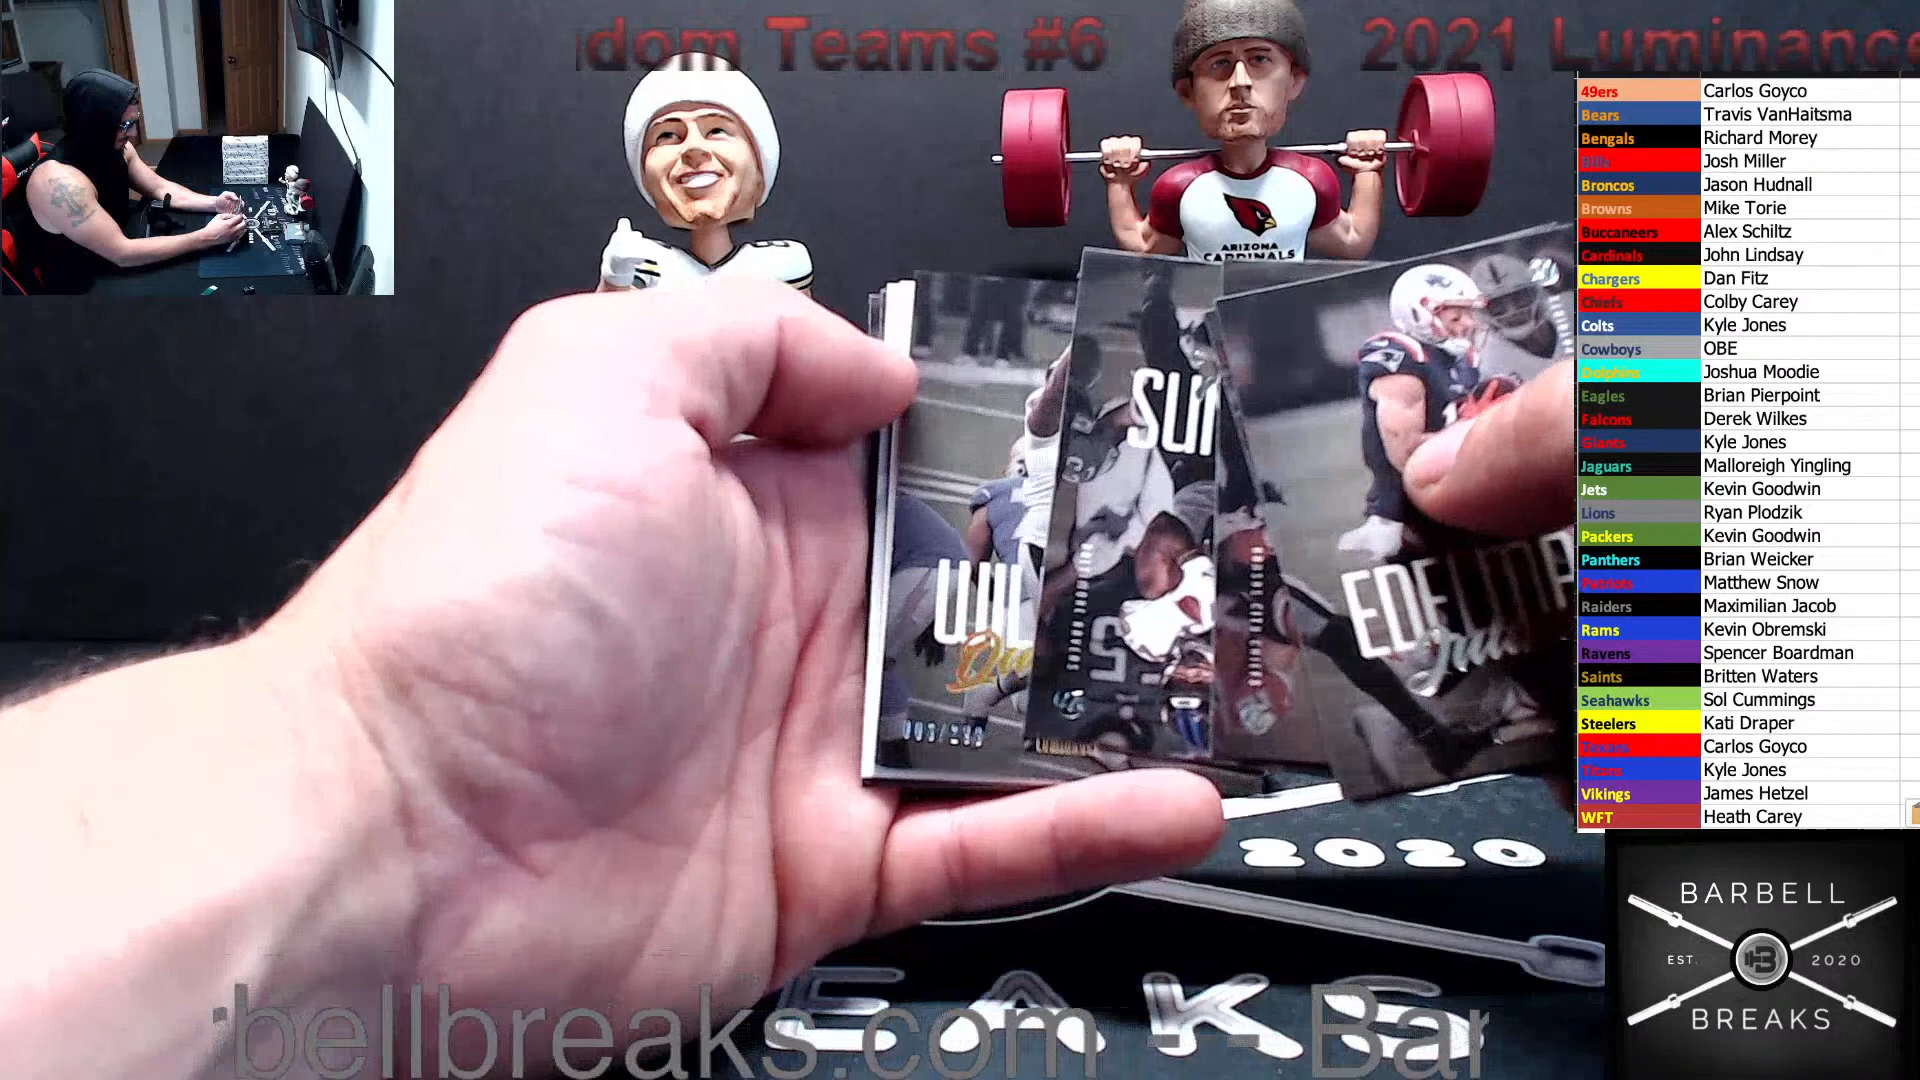 dom Teams #6 2021 Luminance
49ers Carlos Goyco
Bears Travis VanHaitsma
Bengals Richard Morey
Bills Josh Miller
Broncos Jason Hudnall
Browns Mike Torie
Buccaneers Alex Schiltz
Cardinals John Lindsay
Chargers Dan Fitz
Chiefs Colby Carey
Colts Kyle Jones
Cowboys OBE
Dolphins Joshua Moodie
Eagles Brian Pierpoint
Falcons Derek Wilkes
Giants Kyle Jones
Jaguars Malloreigh Yingling
Jets Kevin Goodwin
Lions Ryan Plodzik
Packers Kevin Goodwin
Panthers Brian Weicker
Patriots Matthew Snow
Raiders Maximilian Jacob
Rams Kevin Obremski
Ravens Spencer Boardman
Saints Britten Waters
Seahawks Sol Cummings
Steelers Kati Draper
Texans Carlos Goyco
Titans Kyle Jones
Vikings James Hetzel
WFT Heath Carey
ARIZONA
CARDINALS
SUI
WIL
EDELMA
2020
EAKS
BARBELL
EST. 2020
BREAKS
bellbreaks.com - - Bar